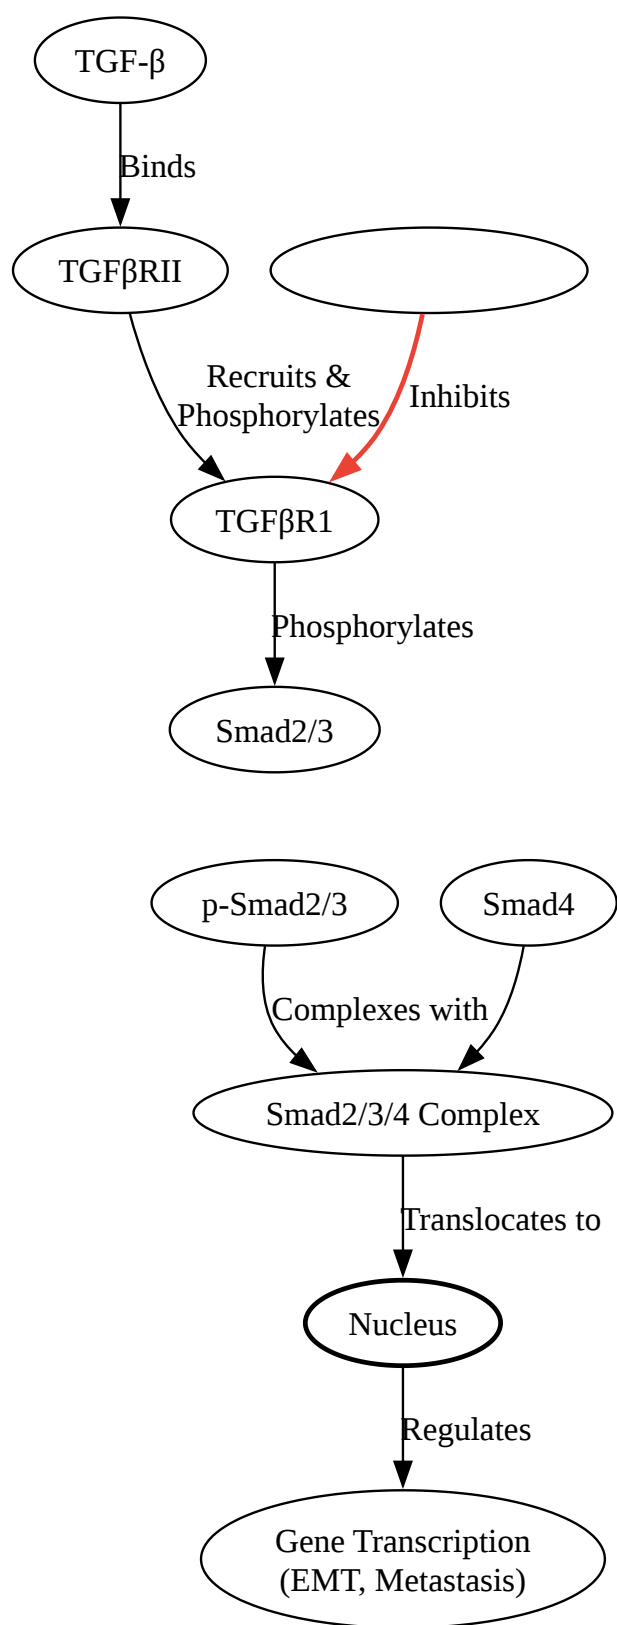 TGF-β
Binds
TGFβRII
Recruits &
Phosphorylates
Inhibits
TGFβR1
Phosphorylates
Smad2/3
p-Smad2/3
Smad4
Complexes with
Smad2/3/4 Complex
Translocates to
Nucleus
Regulates
Gene Transcription
(EMT, Metastasis)